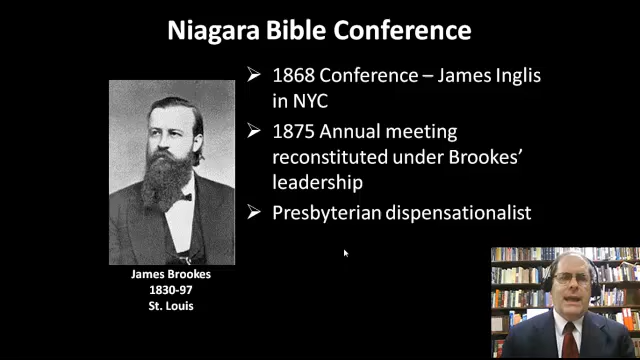 Niagara Bible Conference
➢ 1868 Conference – James Inglis
in NYC
➢ 1875 Annual meeting
reconstituted under Brookes’
leadership
➢ Presbyterian dispensationalist
James Brookes
1830-97
St. Louis